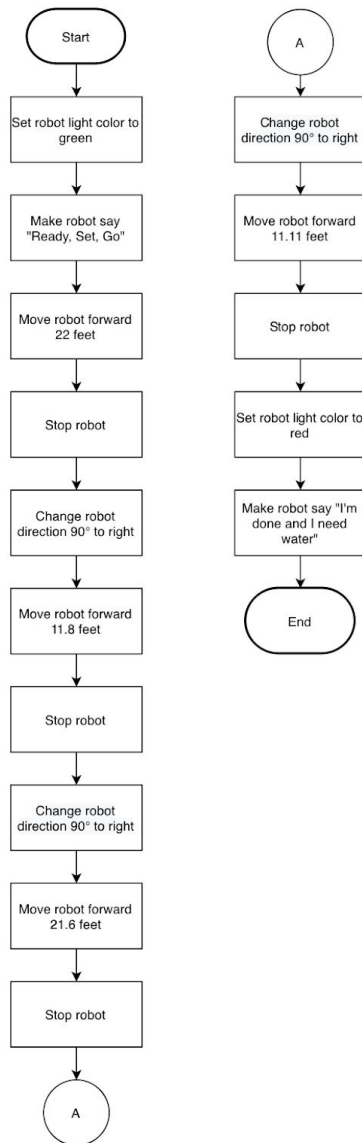 Start
Set robot light color to
green
Make robot say
"Ready, Set, Go"
Move robot forward
22 feet
Stop robot
Change robot
direction 90° to right
Move robot forward
11.8 feet
Stop robot
Change robot
direction 90° to right
Move robot forward
21.6 feet
Stop robot
A
A
Change robot
direction 90° to right
Move robot forward
11.11 feet
Stop robot
Set robot light color to
red
Make robot say "I'm
done and I need
water"
End